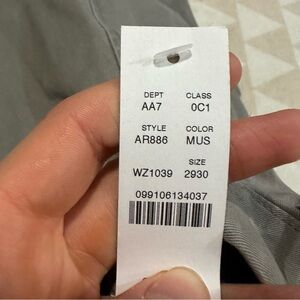 DEPT CLASS
AA7 0C1
STYLE COLOR
AR886 MUS
SIZE
WZ1039 2930
099106134037